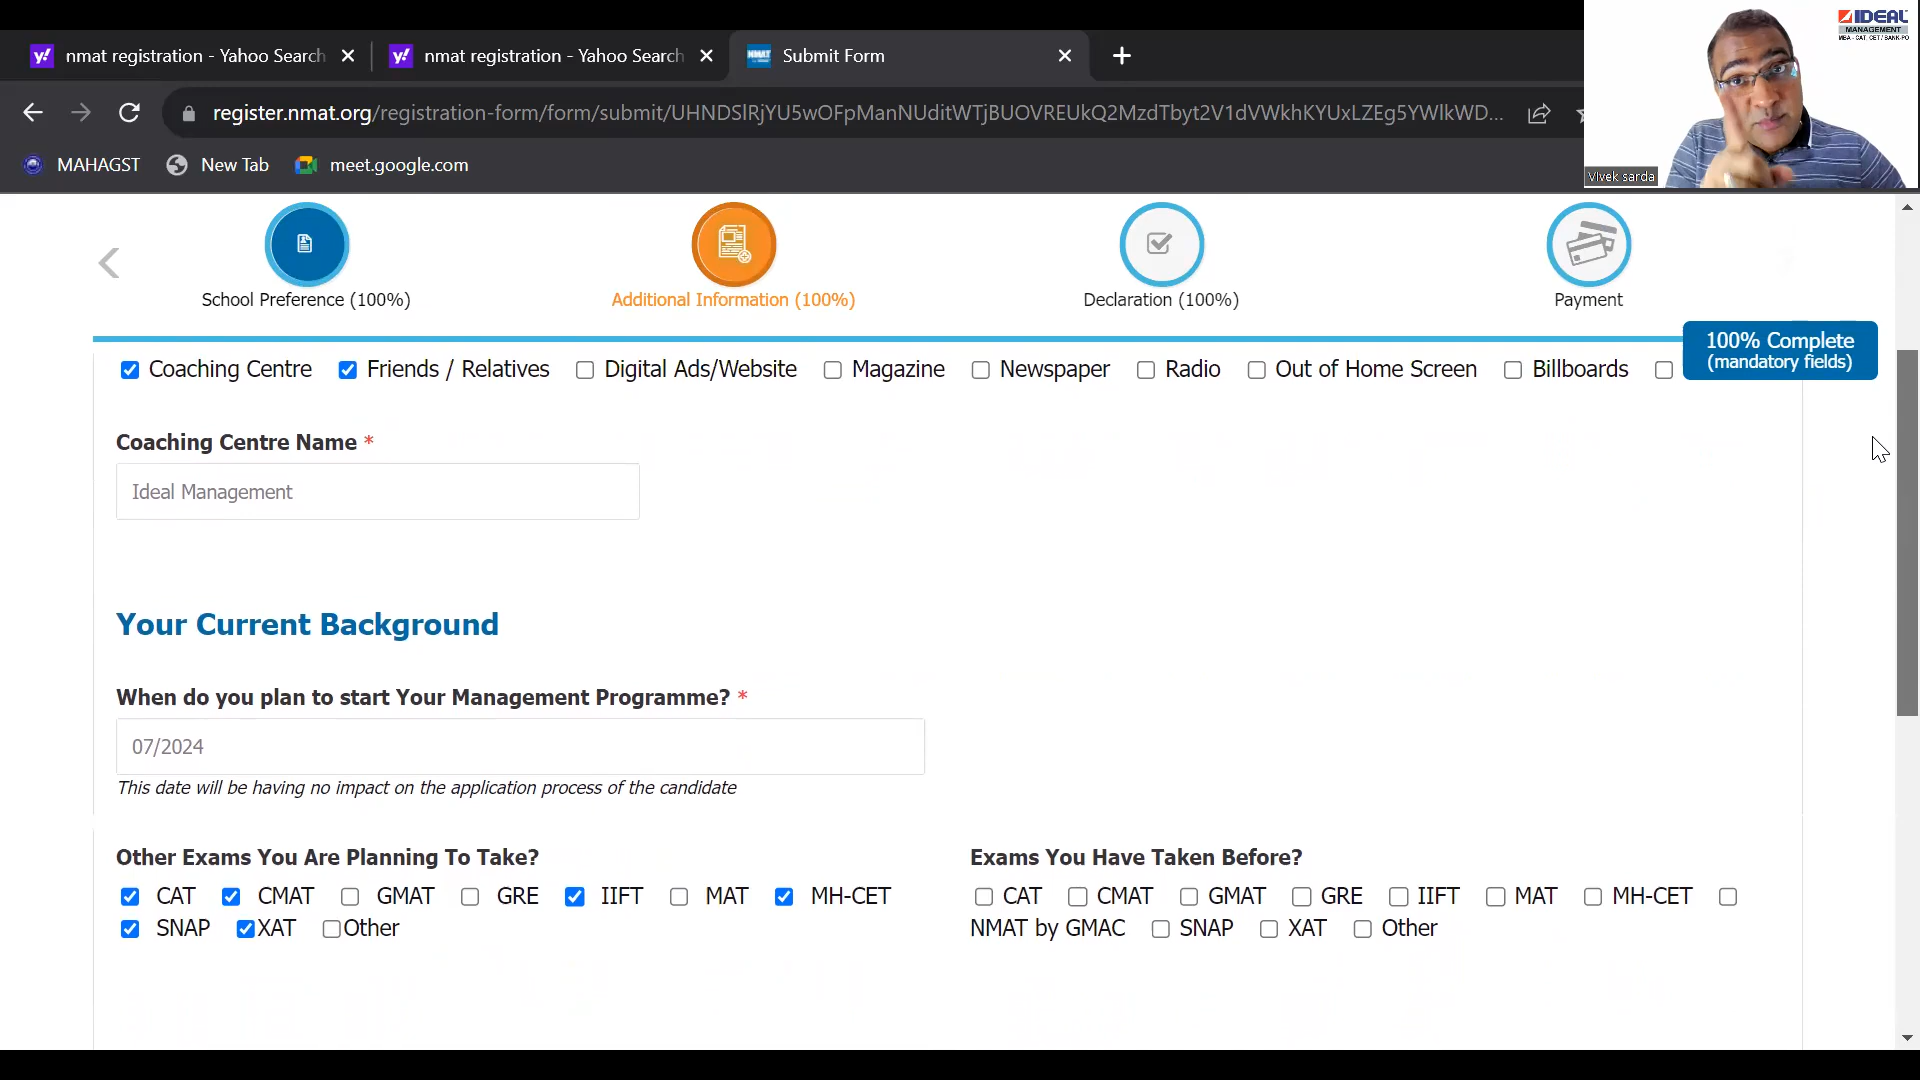 nmat registration - Yahoo Search
nmat registration - Yahoo Search
NMAT
Submit Form
IDEAL
MANAGEMENT
MBA - CAT. CET / BANK-PO
register.nmat.org/registration-form/form/submit/UHNDSlRjYU5wOFpManNUditWTjBUOVREUkQ2MzdTbyt2V1dVWkhKYUxLZEg5YWlkWD...
MAHAGST
New Tab
meet.google.com
Vivek sarda
School Preference (100%)
Additional Information (100%)
Declaration (100%)
Payment
100% Complete
(mandatory fields)
Coaching Centre Friends / Relatives Digital Ads/Website Magazine Newspaper Radio Out of Home Screen Billboards
Coaching Centre Name *
Ideal Management
Your Current Background
When do you plan to start Your Management Programme? *
07/2024
This date will be having no impact on the application process of the candidate
Other Exams You Are Planning To Take?
CAT CMAT GMAT GRE IIFT MAT MH-CET
SNAP XAT Other
Exams You Have Taken Before?
CAT CMAT GMAT GRE IIFT MAT MH-CET
NMAT by GMAC SNAP XAT Other